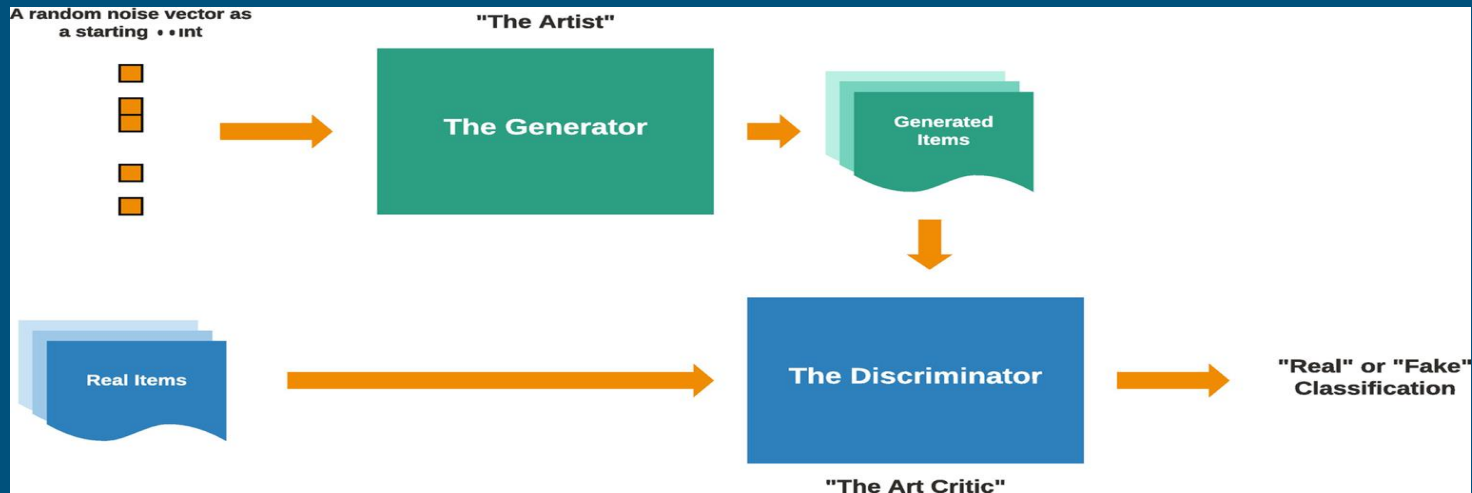 A random noise vector as
a starting
"The Artist"
The Generator
Generated
Items
Real Items
The Discriminator
"Real" or "Fake"
Classification
"The Art Critic"